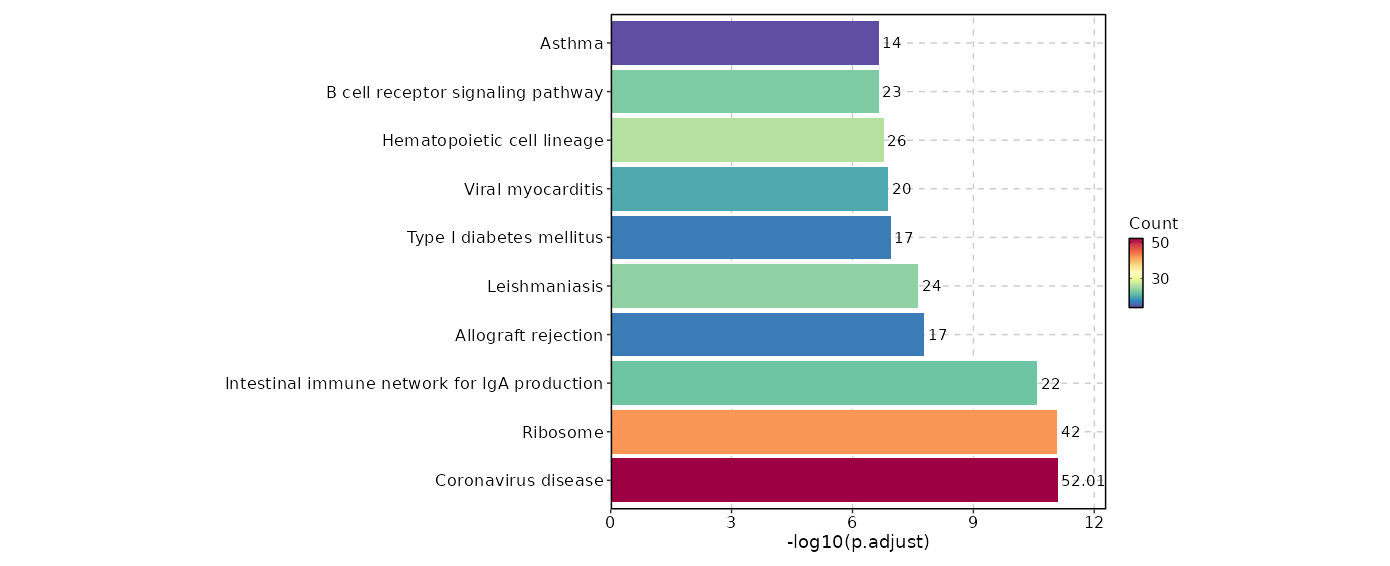 Asthma 14
B cell receptor signaling pathway 23
Hematopoietic cell lineage 26
Viral myocarditis 20
Type I diabetes mellitus 17
Leishmaniasis 24
Allograft rejection 17
Intestinal immune network for IgA production 22
Ribosome 42
Coronavirus disease 52.01
0 3 6 9 12
-log10(p.adjust)
Count
50
30